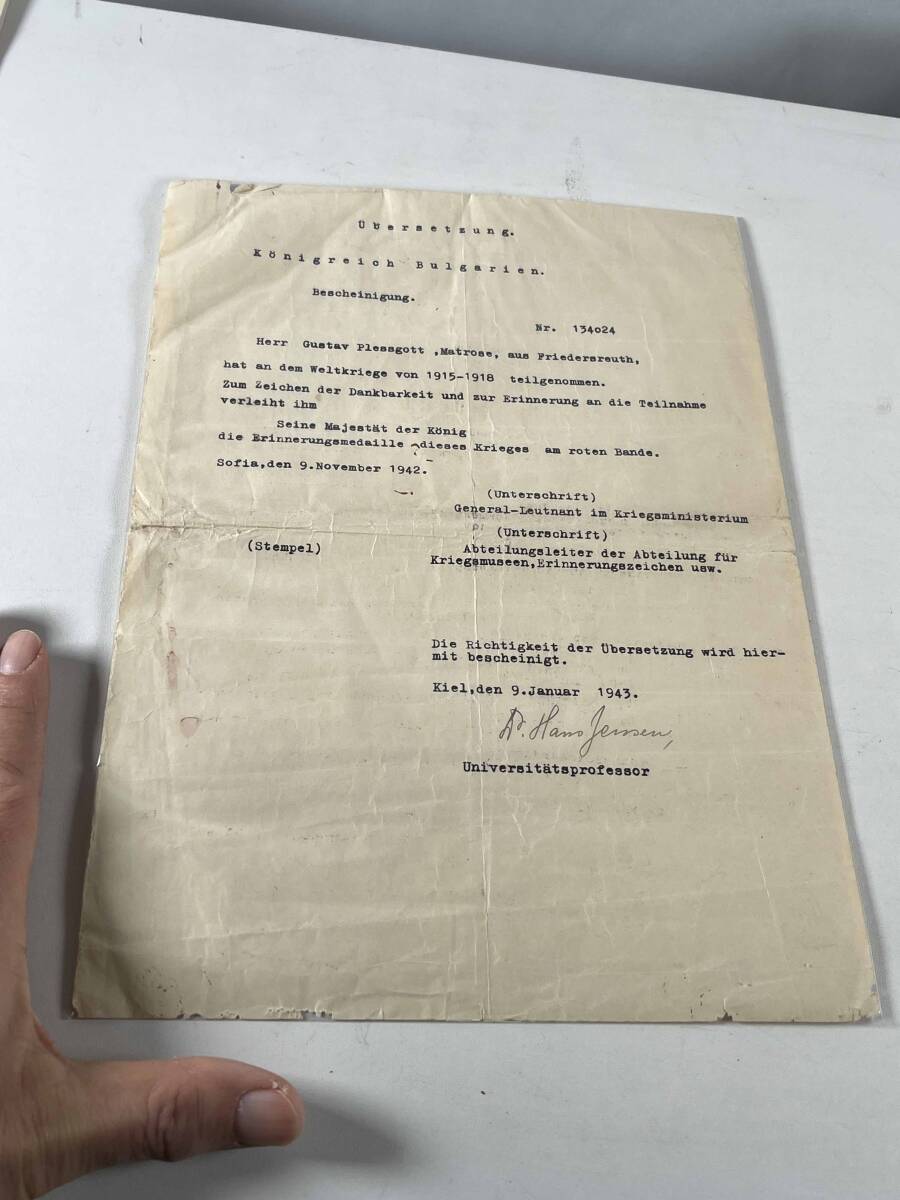 Übersetzung.
Königreich Bulgarien.
Bescheinigung.
Nr. 134024
Herr Gustav Plessgott ,Matrose, aus Friedersreuth,
hat an dem Weltkriege von 1915-1918 teilgenommen.
Zum Zeichen der Dankbarkeit und zur Erinnerung an die Teilnahme
verleiht ihm
Seine Majestät der König
die Erinnerungsmedaille dieses Krieges am roten Bande.
Sofia,den 9.November 1942.
(Unterschrift)
General-Leutnant im Kriegsministerium
(Unterschrift)
(Stempel)
Abteilungsleiter der Abteilung für
Kriegsmuseen,Erinnerungszeichen usw.
Die Richtigkeit der Übersetzung wird hier-
mit bescheinigt.
Kiel,den 9.Januar 1943.
Dr. Hans Jensen,
Universitätsprofessor